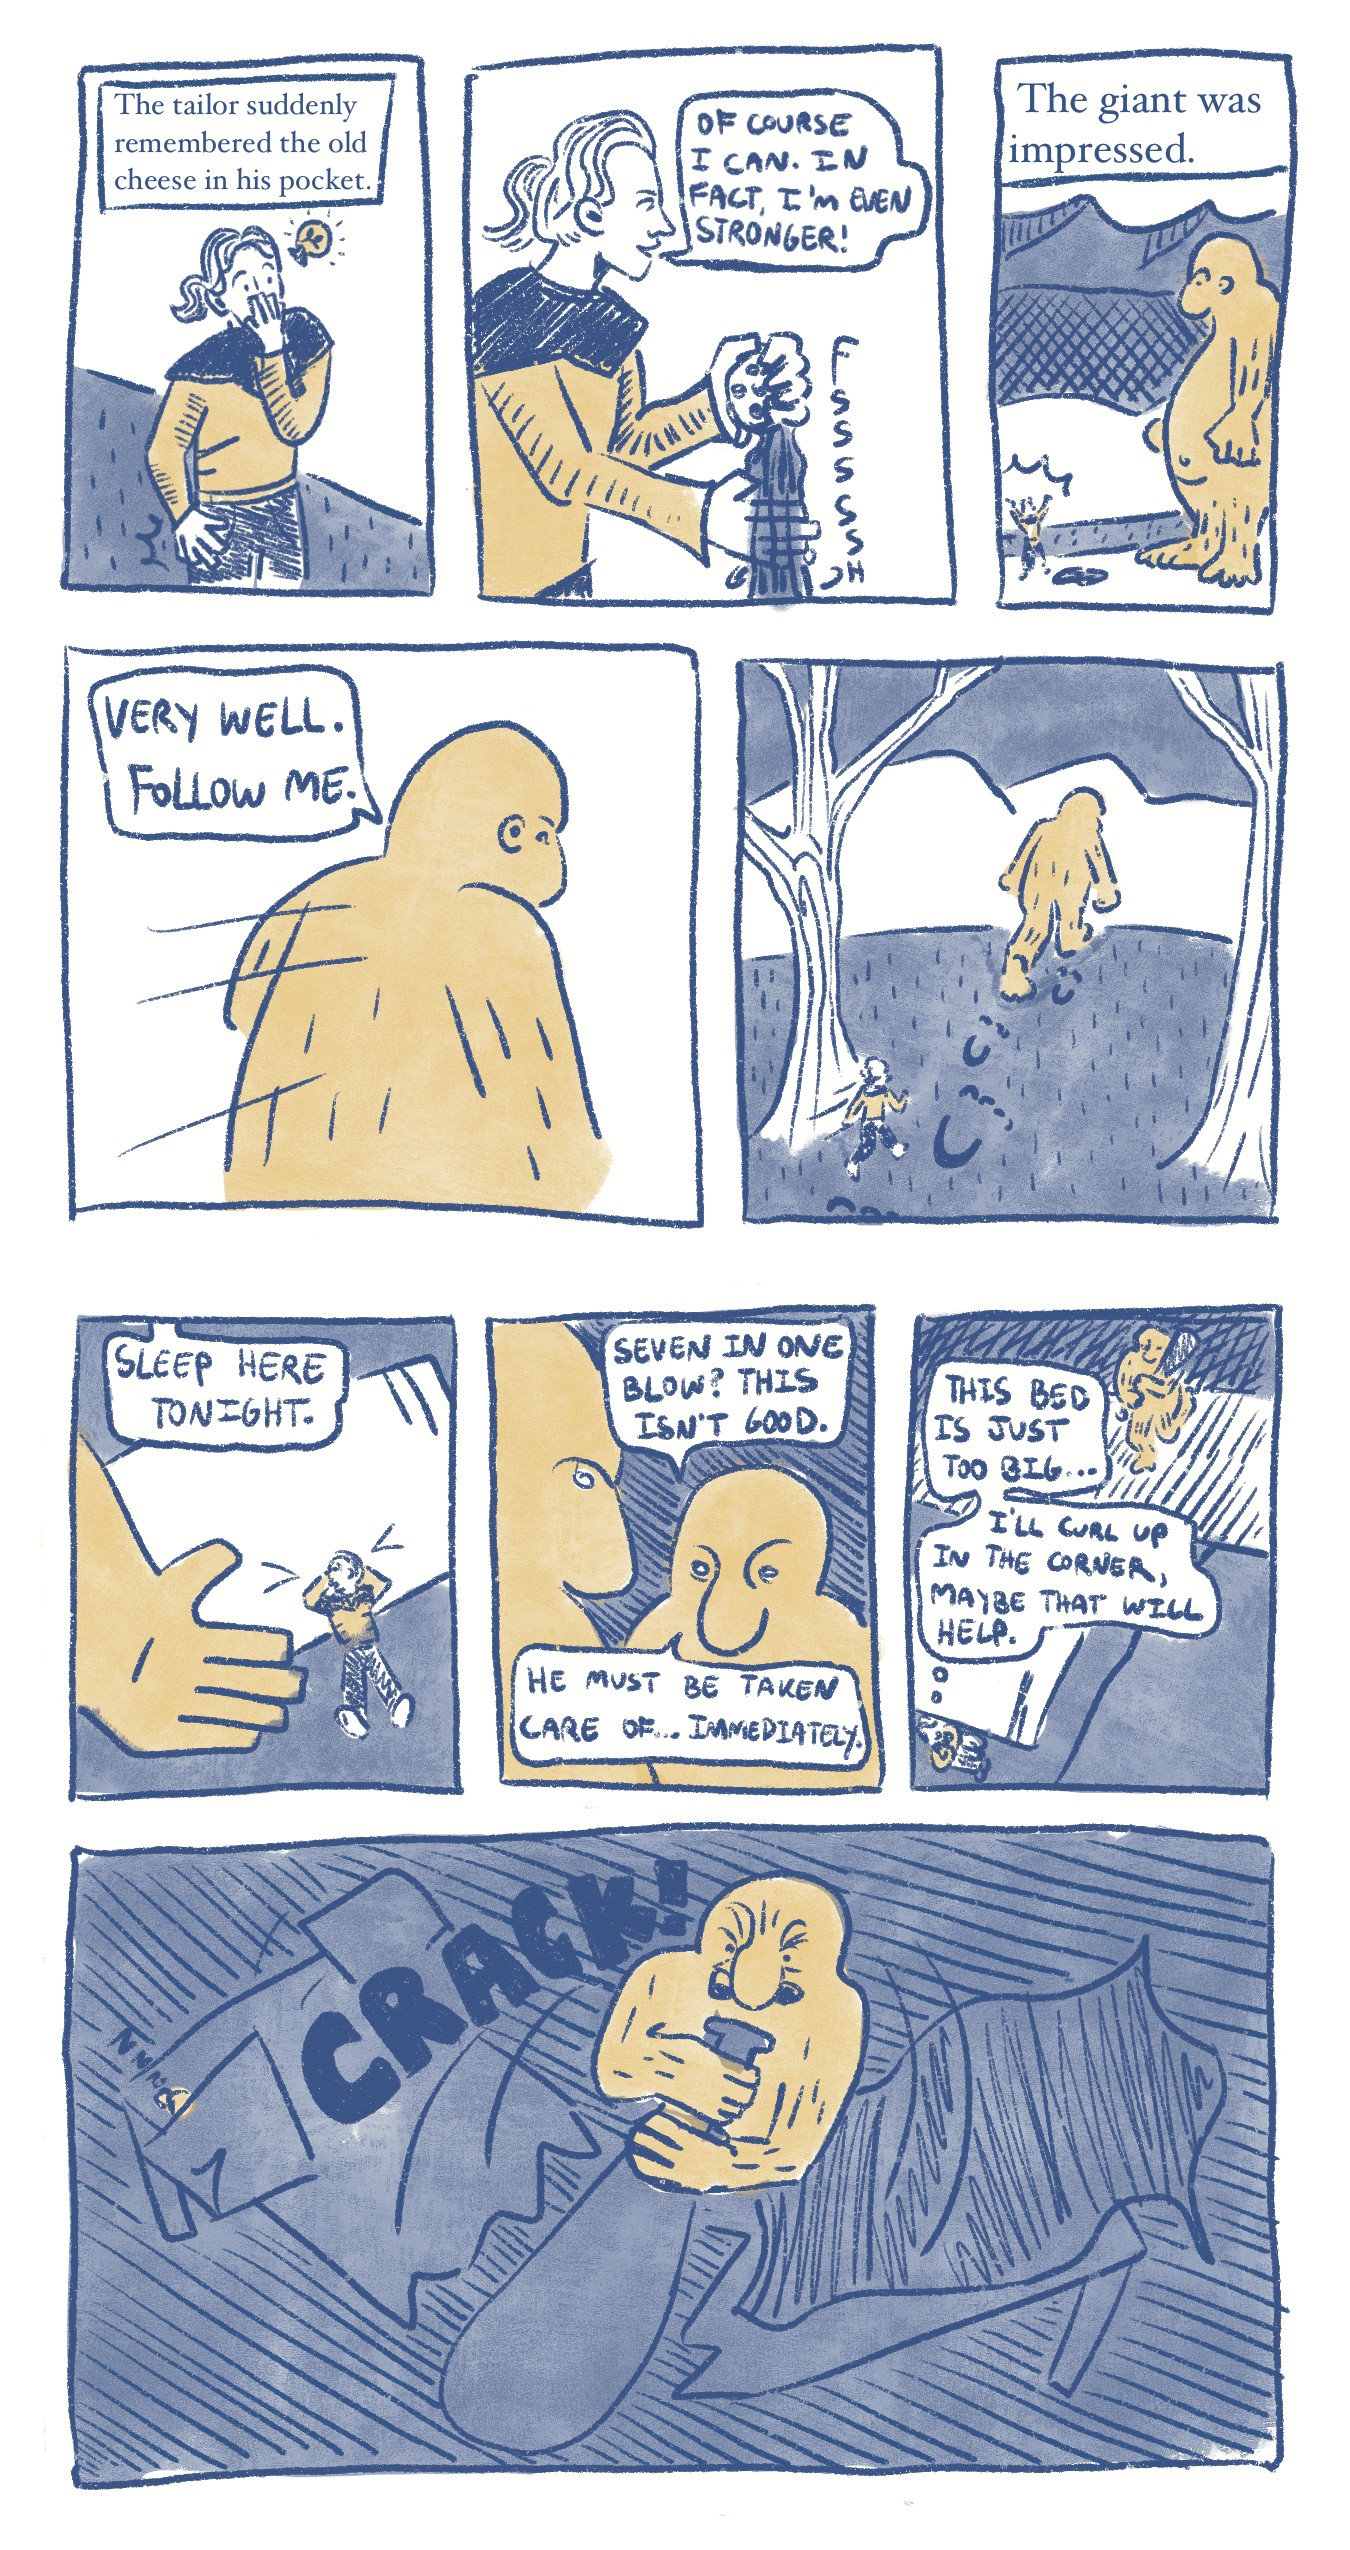 The tailor suddenly
remembered the old
cheese in his pocket.
OF COURSE
I CAN. IN
FACT, I'M EVEN
STRONGER!
FSSSSSSH
The giant was
impressed.
VERY WELL.
FOLLOW ME.
SLEEP HERE
TONIGHT.
SEVEN IN ONE
BLOW? THIS
ISN'T GOOD.
HE MUST BE TAKEN
CARE OF... IMMEDIATELY.
THIS BED
IS JUST
TOO BIG...
I'LL CURL UP
IN THE CORNER,
MAYBE THAT WILL
HELP.
CRACK!